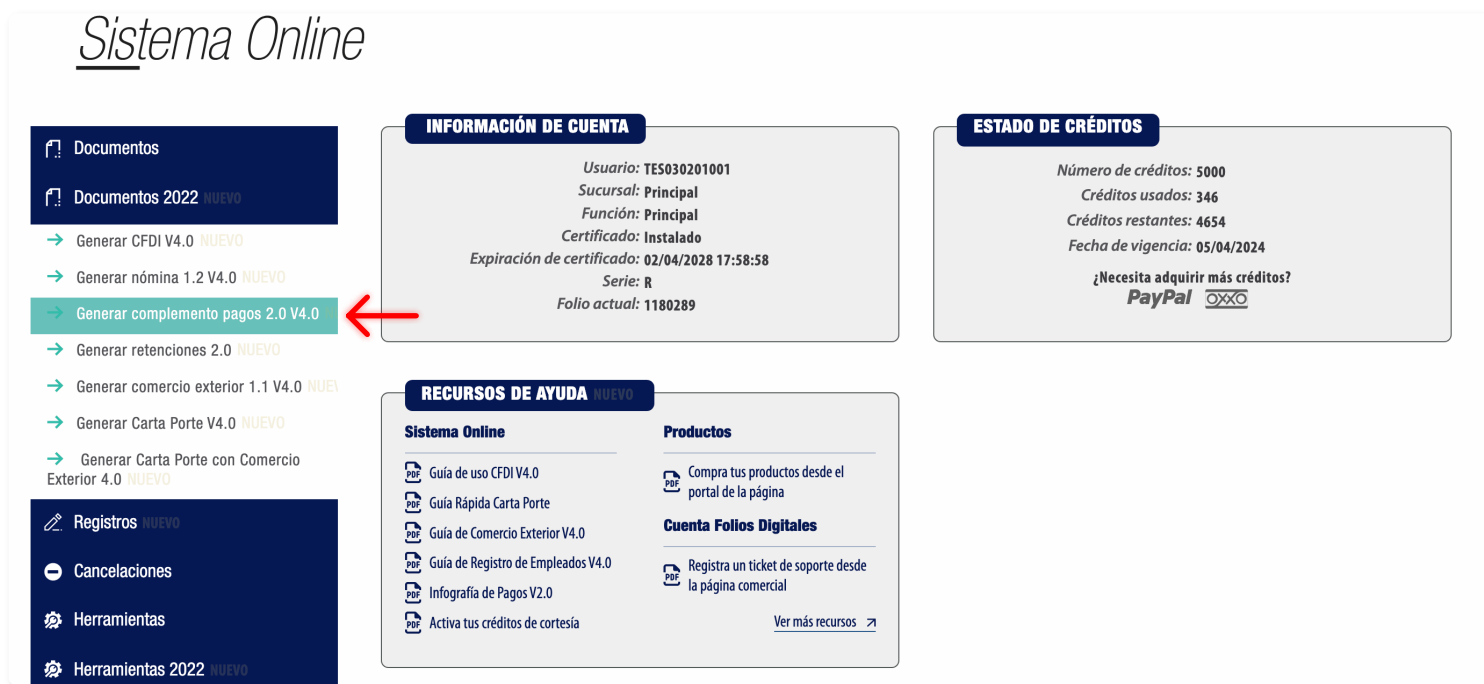 Sistema Online
Documentos
Documentos 2022 NUEVO
Generar CFDI V4.0 NUEVO
Generar nómina 1.2 V4.0 NUEVO
Generar complemento pagos 2.0 V4.0
Generar retenciones 2.0 NUEVO
Generar comercio exterior 1.1 V4.0 NUEV
Generar Carta Porte V4.0 NUEVO
Generar Carta Porte con Comercio
Exterior 4.0 NUEVO
Registros NUEVO
Cancelaciones
Herramientas
Herramientas 2022 NUEVO
INFORMACIÓN DE CUENTA
Usuario: TES030201001
Sucursal: Principal
Función: Principal
Certificado: Instalado
Expiración de certificado: 02/04/2028 17:58:58
Serie: R
Folio actual: 1180289
ESTADO DE CRÉDITOS
Número de créditos: 5000
Créditos usados: 346
Créditos restantes: 4654
Fecha de vigencia: 05/04/2024
¿Necesita adquirir más créditos?
PayPal OXXO
RECURSOS DE AYUDA NUEVO
Sistema Online
PDF Guía de uso CFDI V4.0
PDF Guía Rápida Carta Porte
PDF Guía de Comercio Exterior V4.0
PDF Guía de Registro de Empleados V4.0
PDF Infografía de Pagos V2.0
PDF Activa tus créditos de cortesía
Productos
PDF Compra tus productos desde el
portal de la página
Cuenta Folios Digitales
PDF Registra un ticket de soporte desde
la página comercial
Ver más recursos